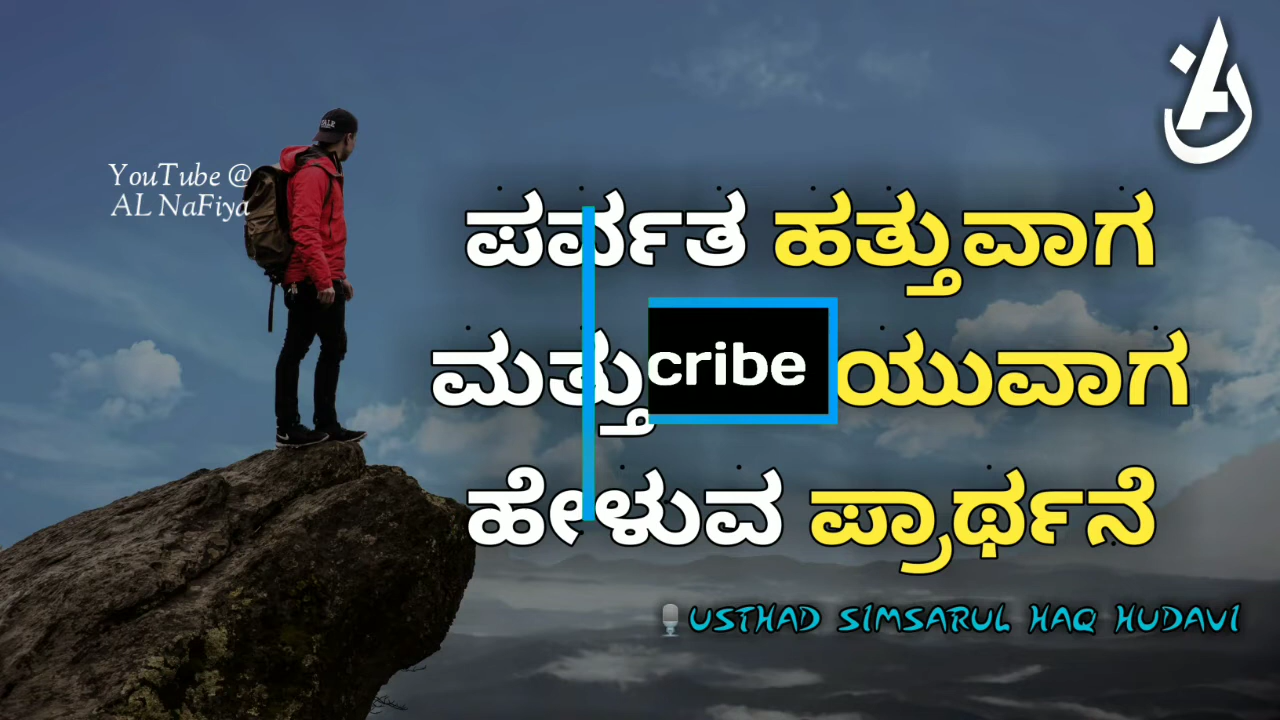 YouTube @
AL NaFiya
ಪರ್ವತ ಹತ್ತುವಾಗ
ಮತ್ತು cribe ಯುವಾಗ
ಹೇಳುವ ಪ್ರಾರ್ಥನೆ
USTHAD SIMSARUL HAQ HUDAVI